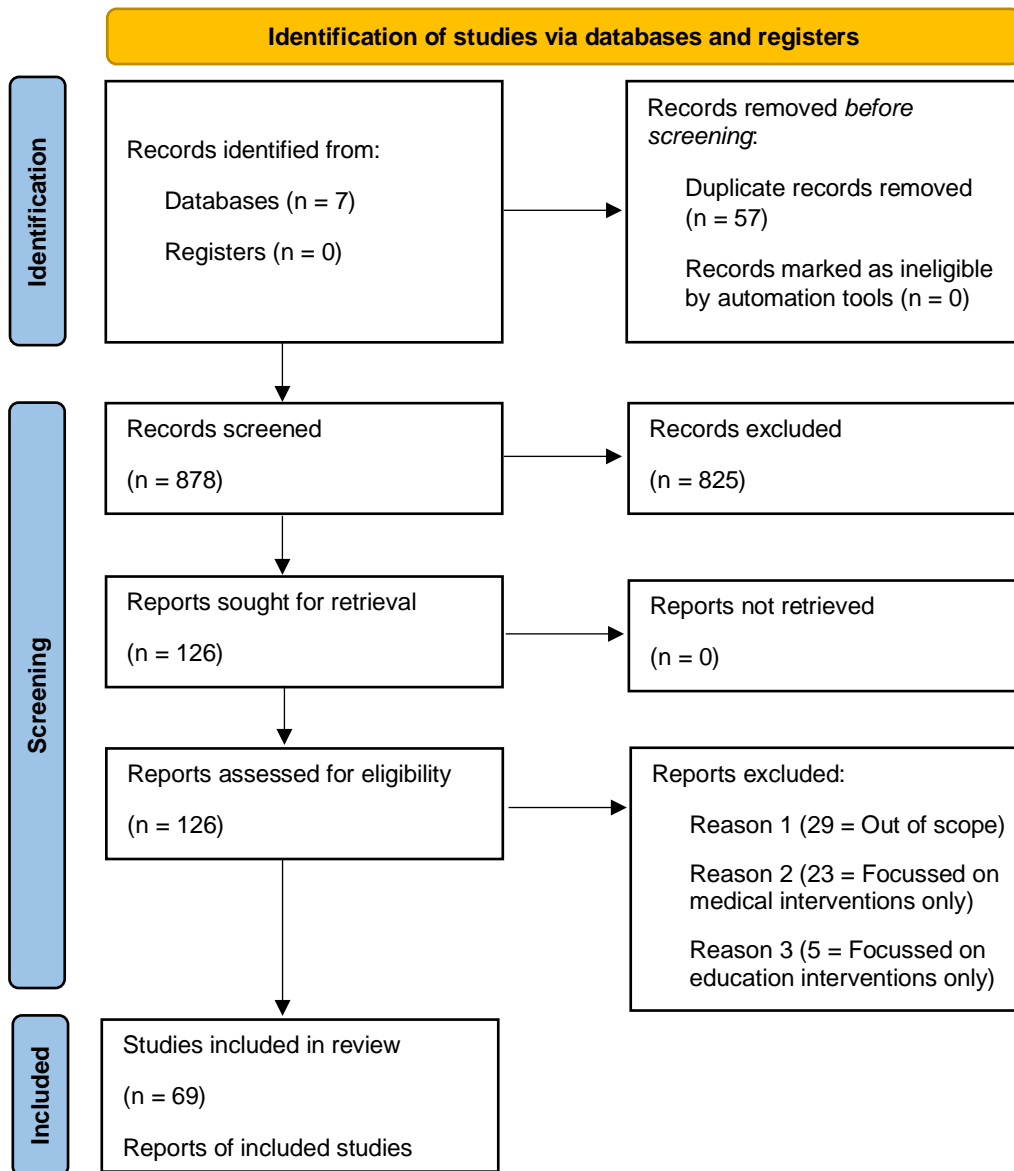 Identification of studies via databases and registers
Identification
Records identified from:
Databases (n = 7)
Registers (n = 0)
Records removed before
screening:
Duplicate records removed
(n = 57)
Records marked as ineligible
by automation tools (n = 0)
Screening
Records screened
(n = 878)
Records excluded
(n = 825)
Reports sought for retrieval
(n = 126)
Reports not retrieved
(n = 0)
Reports assessed for eligibility
(n = 126)
Reports excluded:
Reason 1 (29 = Out of scope)
Reason 2 (23 = Focussed on
medical interventions only)
Reason 3 (5 = Focussed on
education interventions only)
Included
Studies included in review
(n = 69)
Reports of included studies